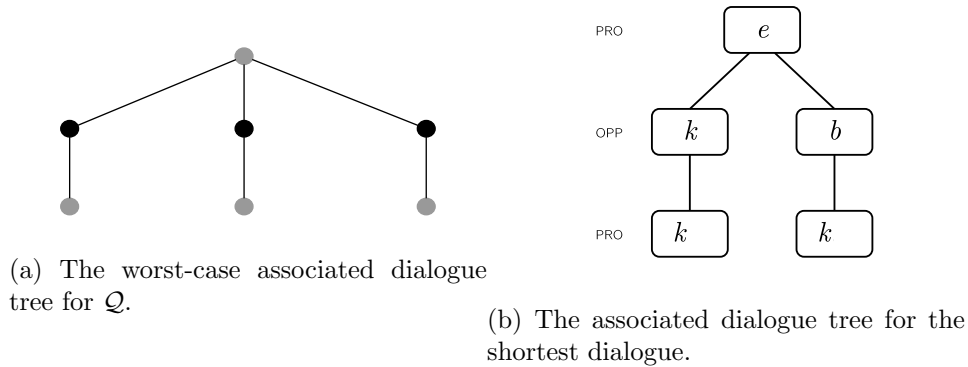 PRO
e
OPP
k
b
PRO
k
k
(a) The worst-case associated dialogue
tree for 𝒬.
(b) The associated dialogue tree for the
shortest dialogue.